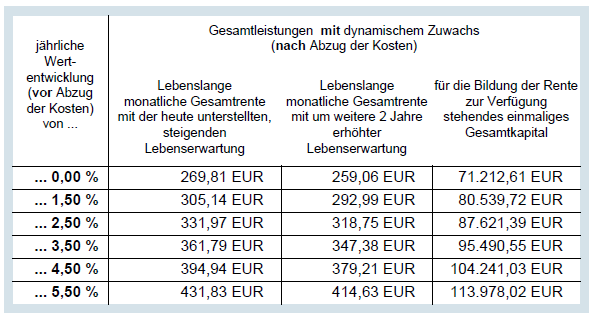 Gesamtleistungen mit dynamischem Zuwachs
(nach Abzug der Kosten)
jährliche
Wert-
entwicklung
(vor Abzug
der Kosten)
von ...
Lebenslange
monatliche Gesamtrente
mit der heute unterstellten,
steigenden
Lebenserwartung
Lebenslange
monatliche Gesamtrente
mit um weitere 2 Jahre
erhöhter
Lebenserwartung
für die Bildung der Rente
zur Verfügung
stehendes einmaliges
Gesamtkapital
... 0,00 % 269,81 EUR 259,06 EUR 71.212,61 EUR
... 1,50 % 305,14 EUR 292,99 EUR 80.539,72 EUR
... 2,50 % 331,97 EUR 318,75 EUR 87.621,39 EUR
... 3,50 % 361,79 EUR 347,38 EUR 95.490,55 EUR
... 4,50 % 394,94 EUR 379,21 EUR 104.241,03 EUR
... 5,50 % 431,83 EUR 414,63 EUR 113.978,02 EUR